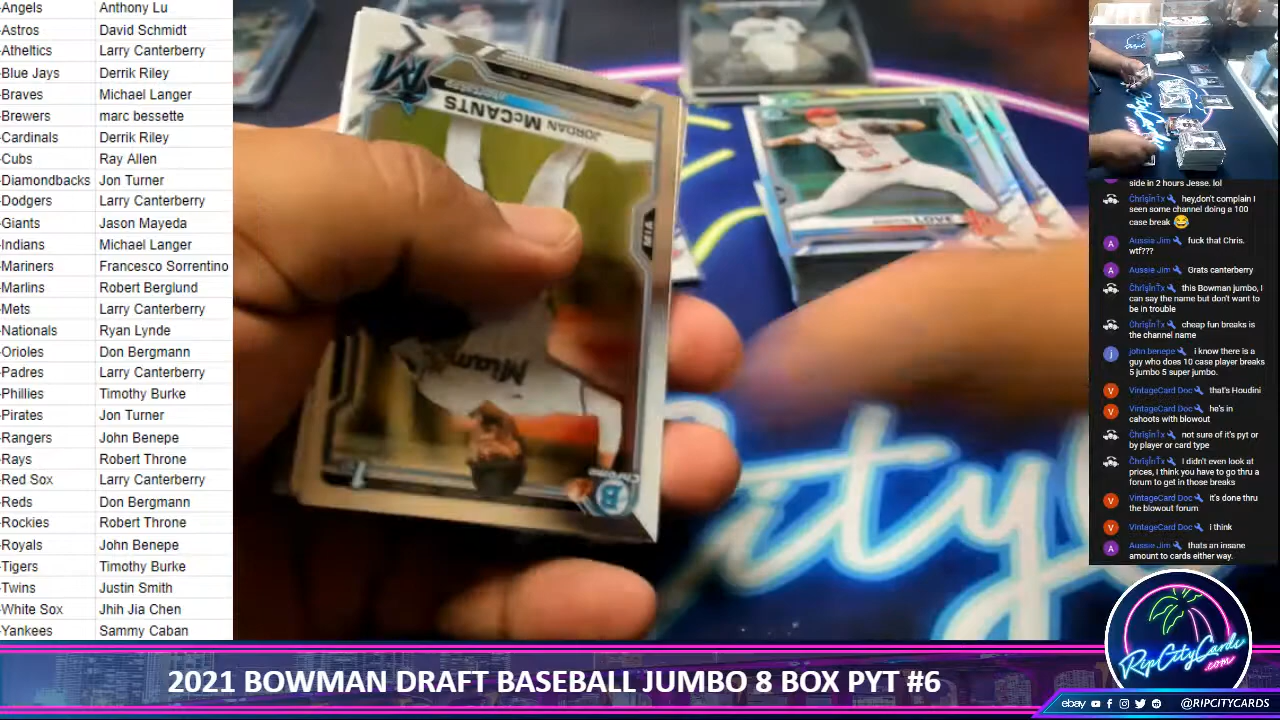 -Angels Anthony Lu
-Astros David Schmidt
-Atheltics Larry Canterberry
-Blue Jays Derrik Riley
-Braves Michael Langer
-Brewers marc bessette
-Cardinals Derrik Riley
-Cubs Ray Allen
-Diamondbacks Jon Turner
-Dodgers Larry Canterberry
-Giants Jason Mayeda
-Indians Michael Langer
-Mariners Francesco Sorrentino
-Marlins Robert Berglund
-Mets Larry Canterberry
-Nationals Ryan Lynde
-Orioles Don Bergmann
-Padres Larry Canterberry
-Phillies Timothy Burke
-Pirates Jon Turner
-Rangers John Benepe
-Rays Robert Throne
-Red Sox Larry Canterberry
-Reds Don Bergmann
-Rockies Robert Throne
-Royals John Benepe
-Tigers Timothy Burke
-Twins Justin Smith
-White Sox Jhih Jia Chen
-Yankees Sammy Caban
M
JORDAN McCANTS
MIA
Miami
CHROME
B
LOVE
ityC
side in 2 hours Jesse. lol
hey,don't complain I
seen some channel doing a 100
case break 😂
Aussie Jim fuck that Chris.
wtf???
Aussie Jim Grats canterberry
this Bowman jumbo, I
can say the name but don't want to
be in trouble
cheap fun breaks is
the channel name
john benepe i know there is a
guy who does 10 case player breaks
5 jumbo 5 super jumbo.
VintageCard Doc that's Houdini
VintageCard Doc he's in
cahoots with blowout
not sure of it's pyt or
by player or card type
I didn't even look at
prices, I think you have to go thru a
forum to get in those breaks
VintageCard Doc it's done thru
the blowout forum
VintageCard Doc i think
Aussie Jim thats an insane
amount to cards either way.
RipCityCards
.com
2021 BOWMAN DRAFT BASEBALL JUMBO 8 BOX PYT #6
ebay @RIPCITYCARDS